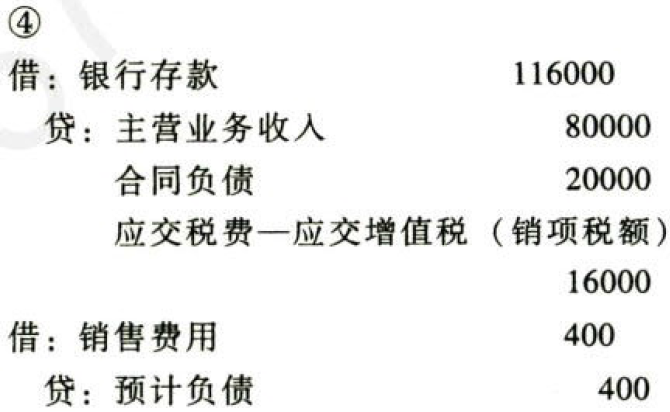 ④
借：银行存款 116000
贷：主营业务收入 80000
合同负债 20000
应交税费—应交增值税（销项税额）
16000
借：销售费用 400
贷：预计负债 400